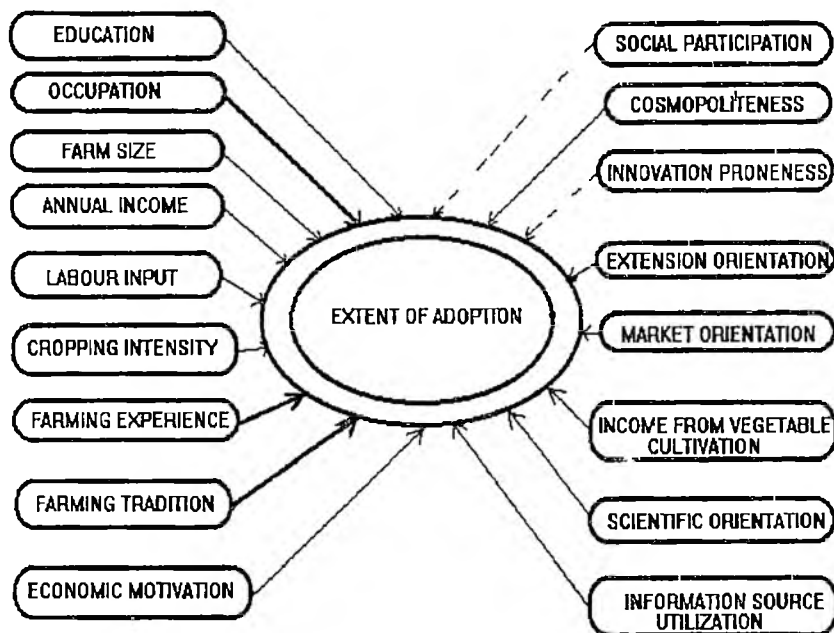 EDUCATION
OCCUPATION
FARM SIZE
ANNUAL INCOME
LABOUR INPUT
CROPPING INTENSITY
FARMING EXPERIENCE
FARMING TRADITION
ECONOMIC MOTIVATION
EXTENT OF ADOPTION
SOCIAL PARTICIPATION
COSMOPOLITENESS
INNOVATION PRONENESS
EXTENSION ORIENTATION
MARKET ORIENTATION
INCOME FROM VEGETABLE
CULTIVATION
SCIENTIFIC ORIENTATION
INFORMATION SOURCE
UTILIZATION